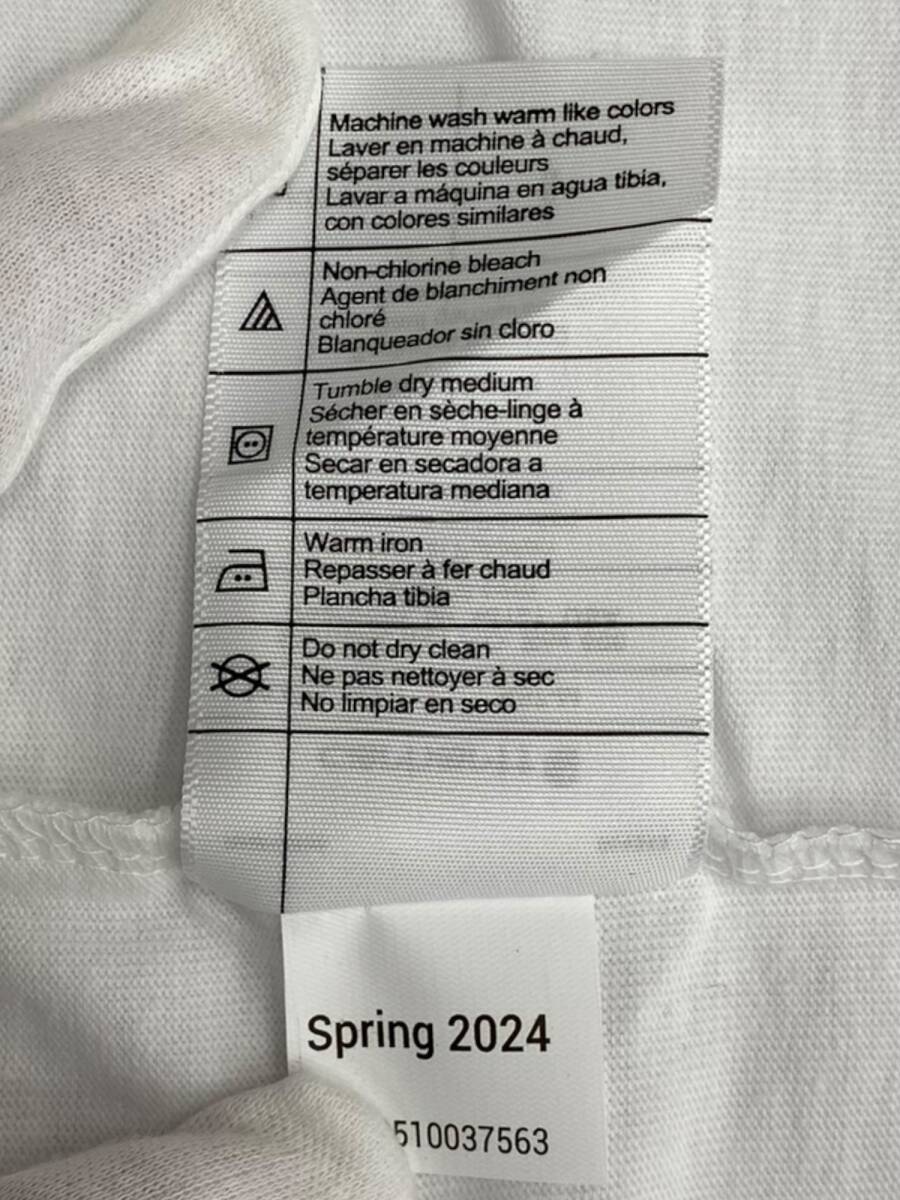 Machine wash warm like colors
Laver en machine à chaud,
séparer les couleurs
Lavar a máquina en agua tibia,
con colores similares
Non-chlorine bleach
Agent de blanchiment non
chloré
Blanqueador sin cloro
Tumble dry medium
Sécher en sèche-linge à
température moyenne
Secar en secadora a
temperatura mediana
Warm iron
Repasser à fer chaud
Plancha tibia
Do not dry clean
Ne pas nettoyer à sec
No limpiar en seco
Spring 2024
510037563